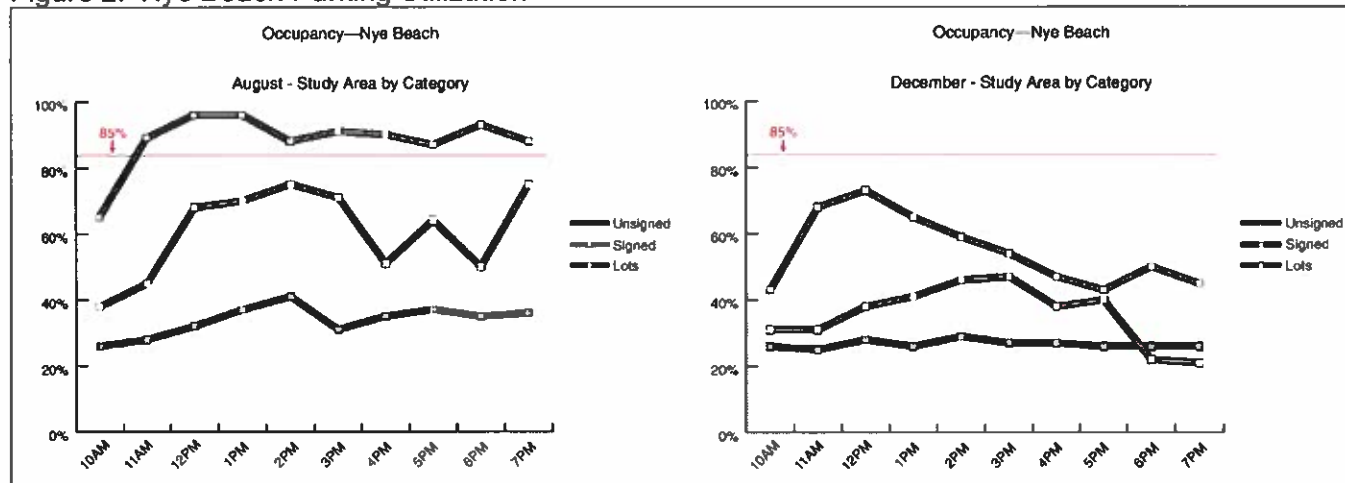 Figure 2: Nye Beach Parking Utilization
Occupancy—Nye Beach
August - Study Area by Category
100%
80%
60%
40%
20%
0%
85%
10AM
11AM
12PM
1PM
2PM
3PM
4PM
5PM
6PM
7PM
Unsigned
Signed
Lots
Occupancy—Nye Beach
December - Study Area by Category
100%
80%
60%
40%
20%
0%
85%
10AM
11AM
12PM
1PM
2PM
3PM
4PM
5PM
6PM
7PM
Unsigned
Signed
Lots